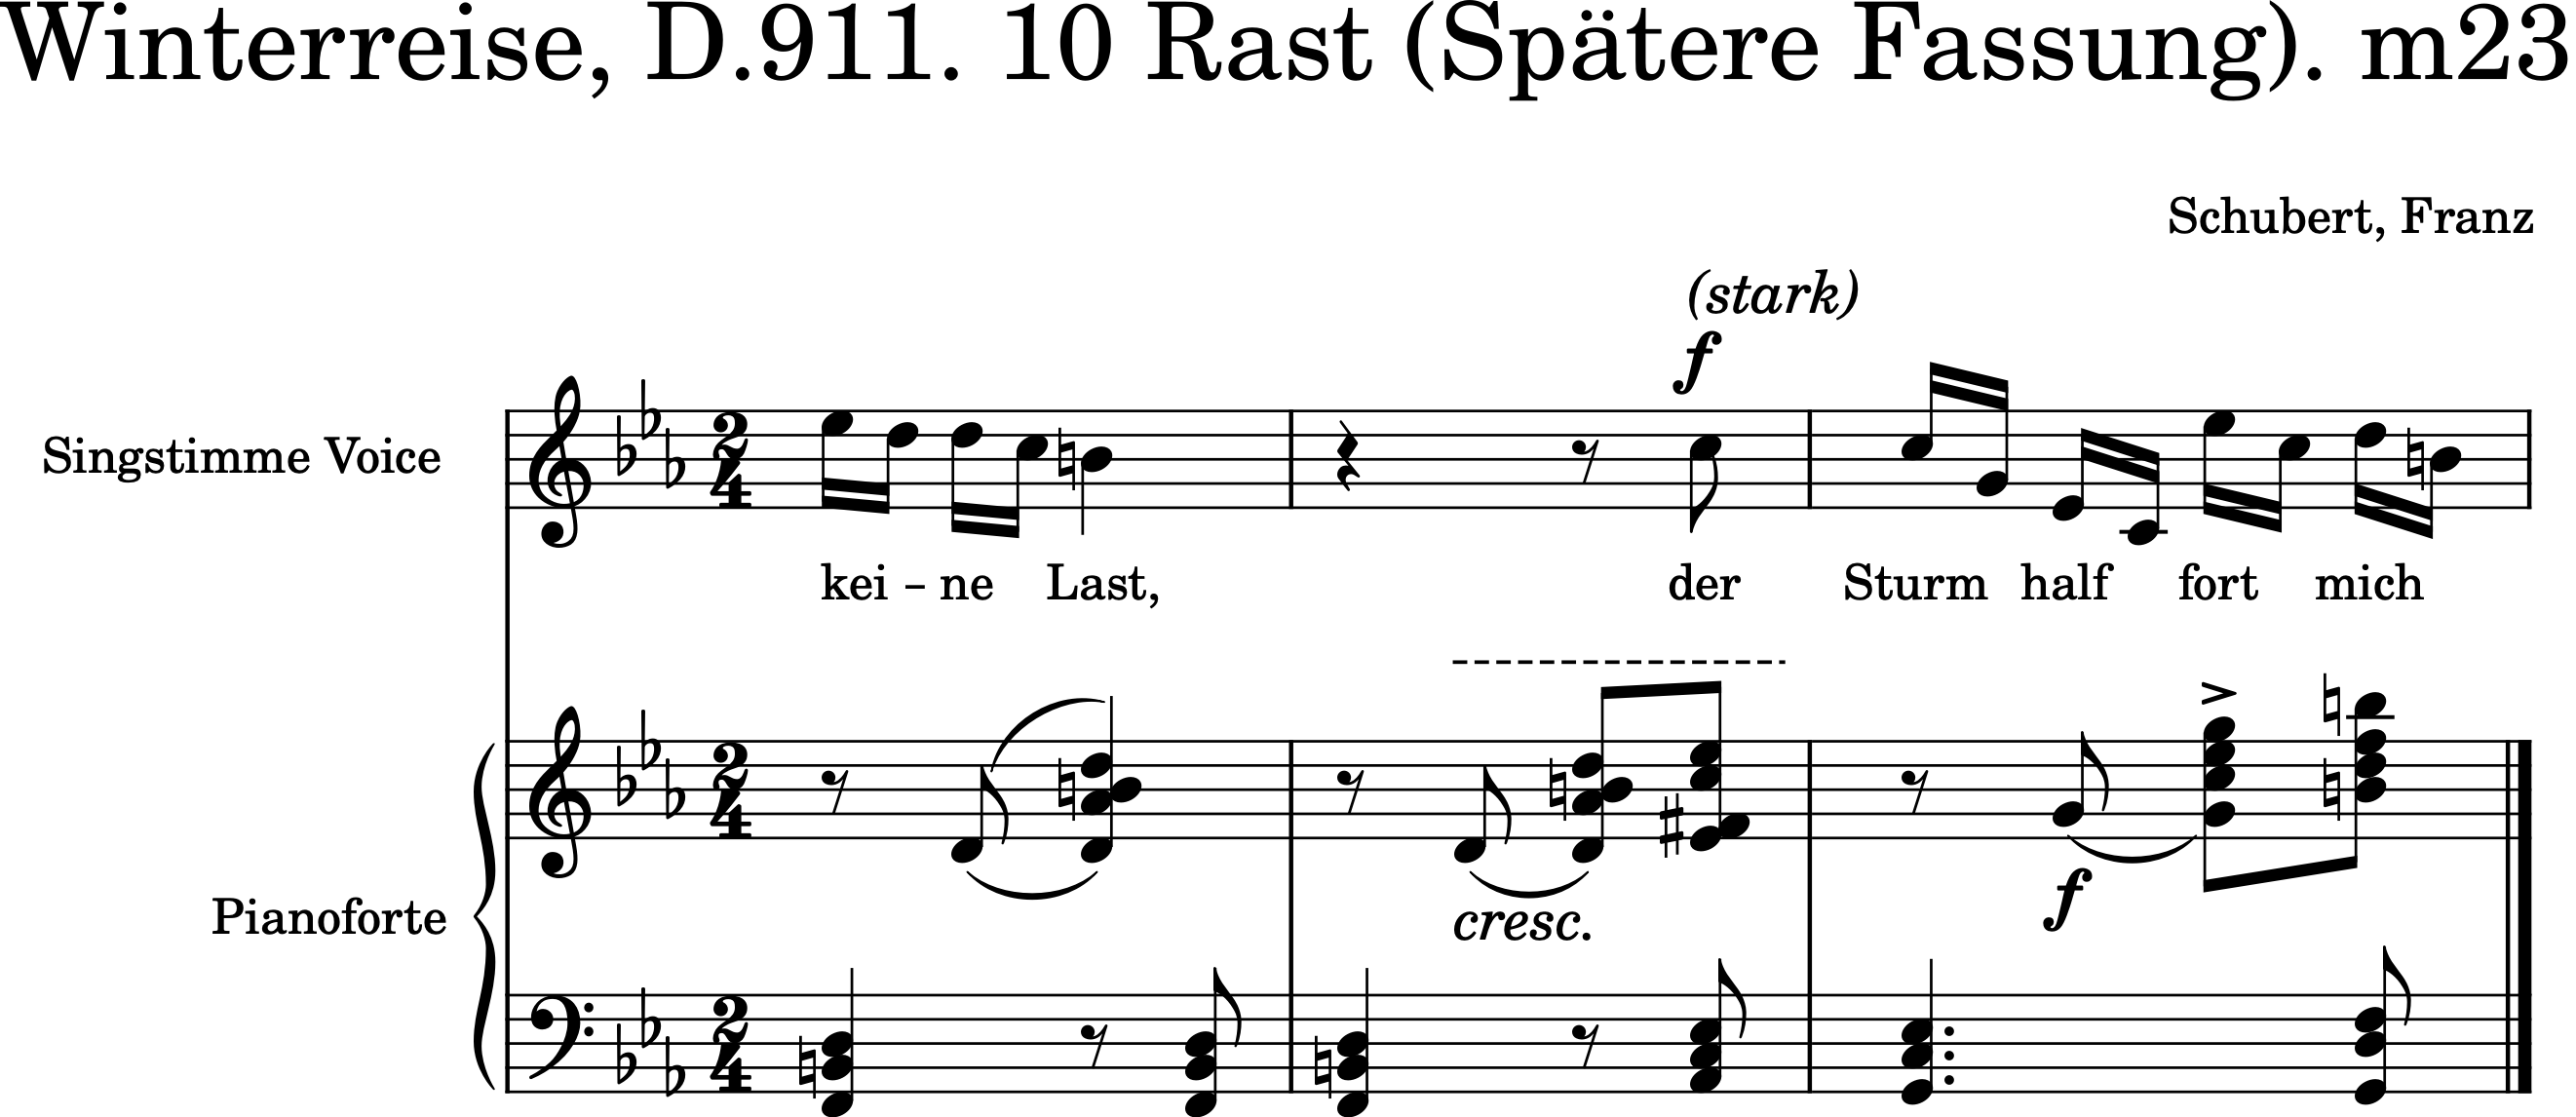 Winterreise, D.911. 10 Rast (Spätere Fassung). m23
Schubert, Franz
(stark)
f
Singstimme Voice
kei – ne Last, der Sturm half fort mich
Pianoforte
f
cresc.